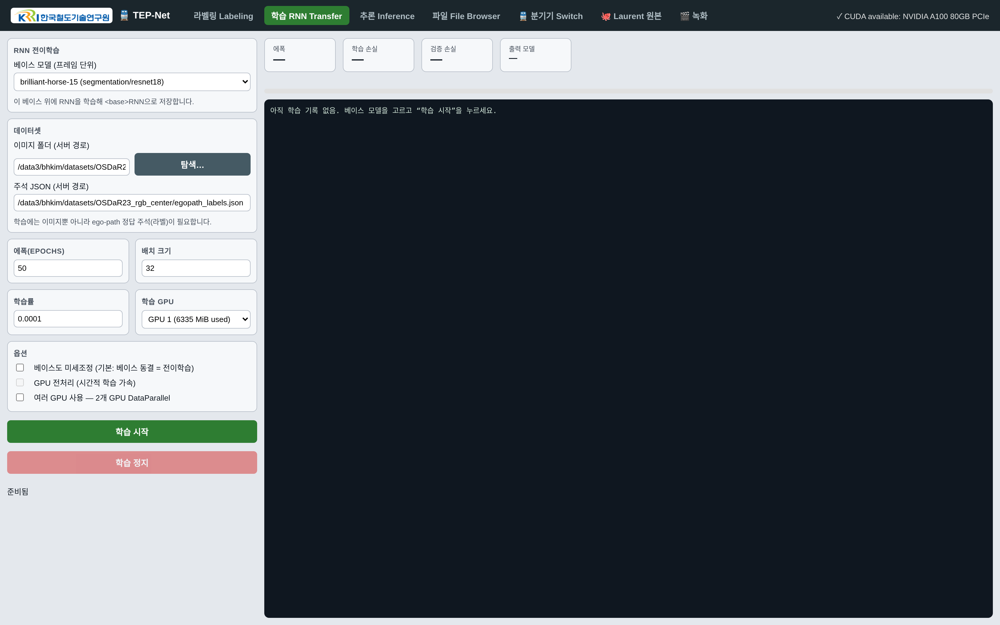 KRRI 한국철도기술연구원 TEP-Net 라벨링 Labeling 학습 RNN Transfer 추론 Inference 파일 File Browser 분기기 Switch Laurent 원본 녹화 ✓ CUDA available: NVIDIA A100 80GB PCIe
RNN 전이학습
베이스 모델 (프레임 단위)
brilliant-horse-15 (segmentation/resnet18)
이 베이스 위에 RNN을 학습해 <base>RNN으로 저장합니다.
데이터셋
이미지 폴더 (서버 경로)
/data3/bhkim/datasets/OSDaR2 탐색...
주석 JSON (서버 경로)
/data3/bhkim/datasets/OSDaR23_rgb_center/egopath_labels.json
학습에는 이미지뿐 아니라 ego-path 정답 주석(라벨)이 필요합니다.
에폭(EPOCHS) 배치 크기
50 32
학습률 학습 GPU
0.0001 GPU 1 (6335 MiB used)
옵션
베이스도 미세조정 (기본: 베이스 동결 = 전이학습)
GPU 전처리 (시간적 학습 가속)
여러 GPU 사용 — 2개 GPU DataParallel
학습 시작
학습 정지
준비됨
에폭 학습 손실 검증 손실 출력 모델
— — — —
아직 학습 기록 없음. 베이스 모델을 고르고 “학습 시작”을 누르세요.